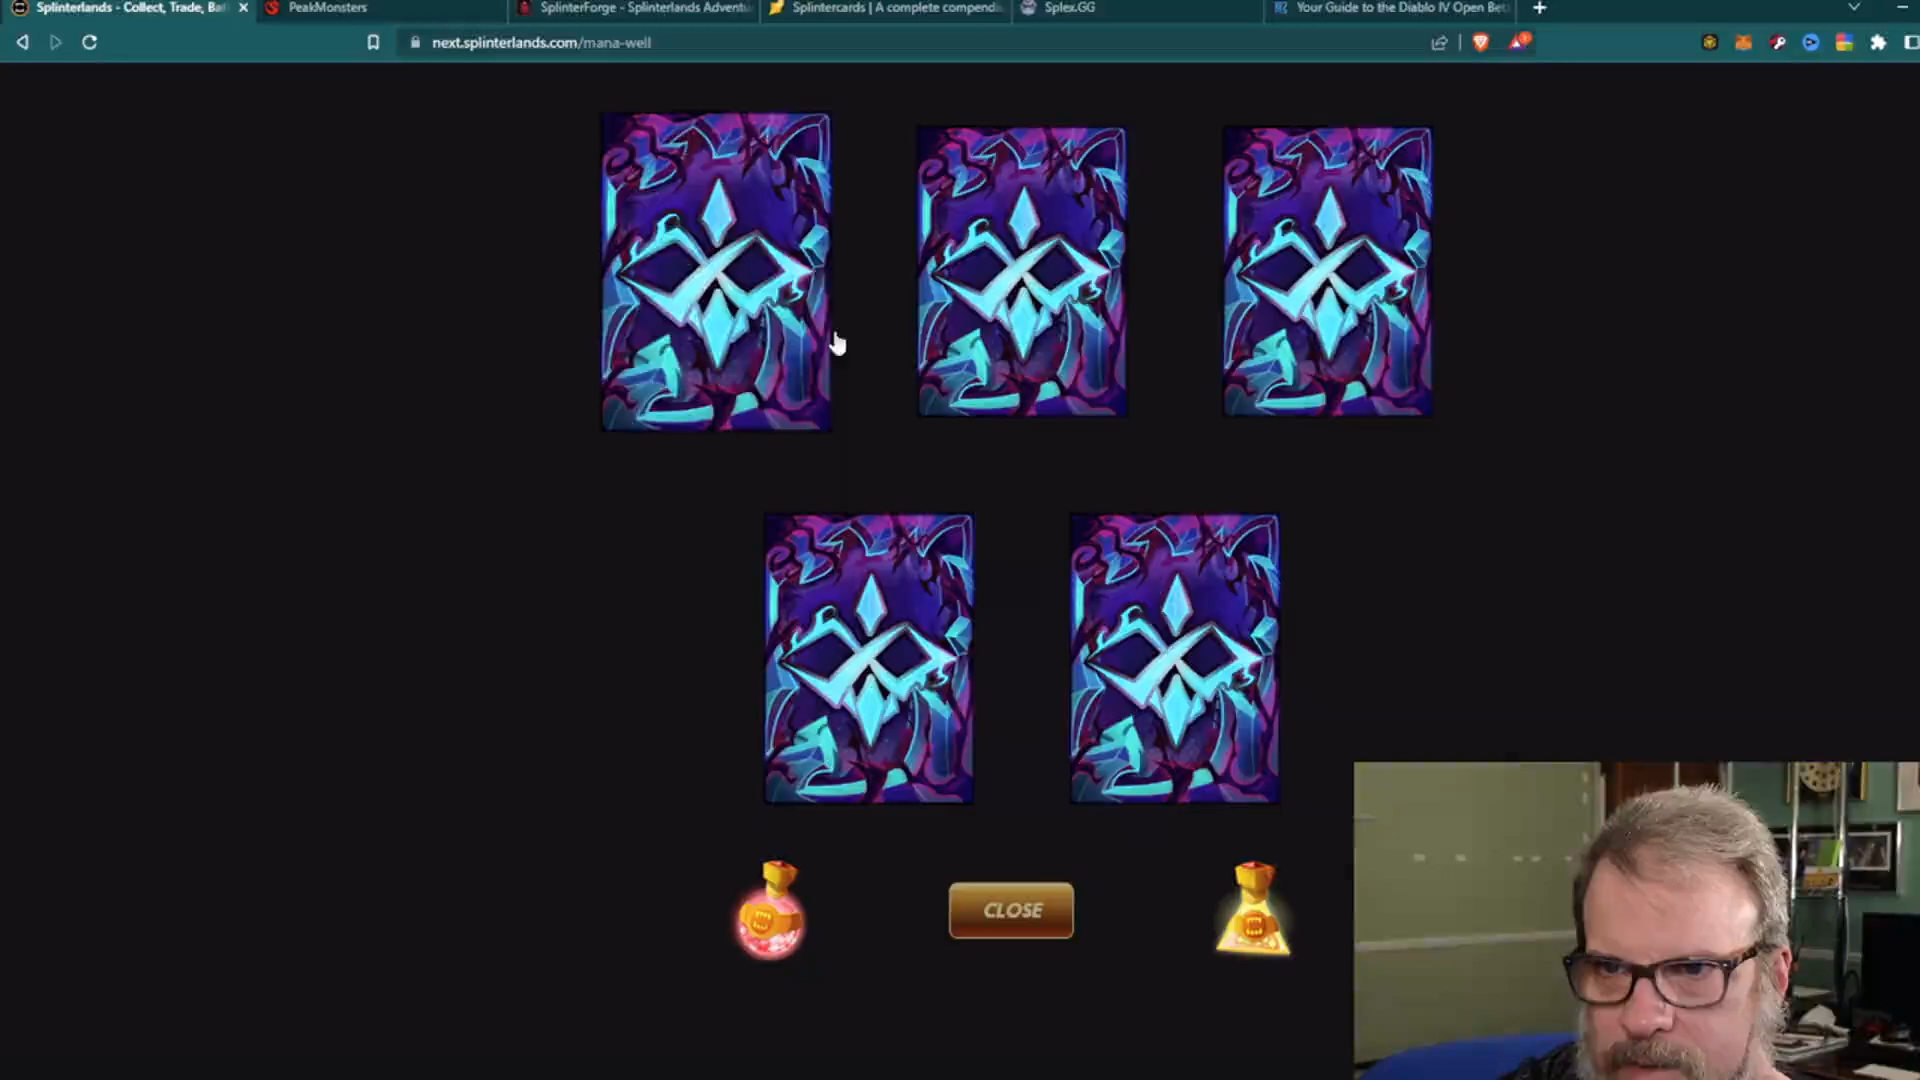 Splinterlands - Collect, Trade, Bat
PeakMonsters
SplinterForge - Splinterlands Adventu
Splintercards | A complete compendi
Splex.GG
Your Guide to the Diablo IV Open Bet
next.splinterlands.com/mana-well
CLOSE